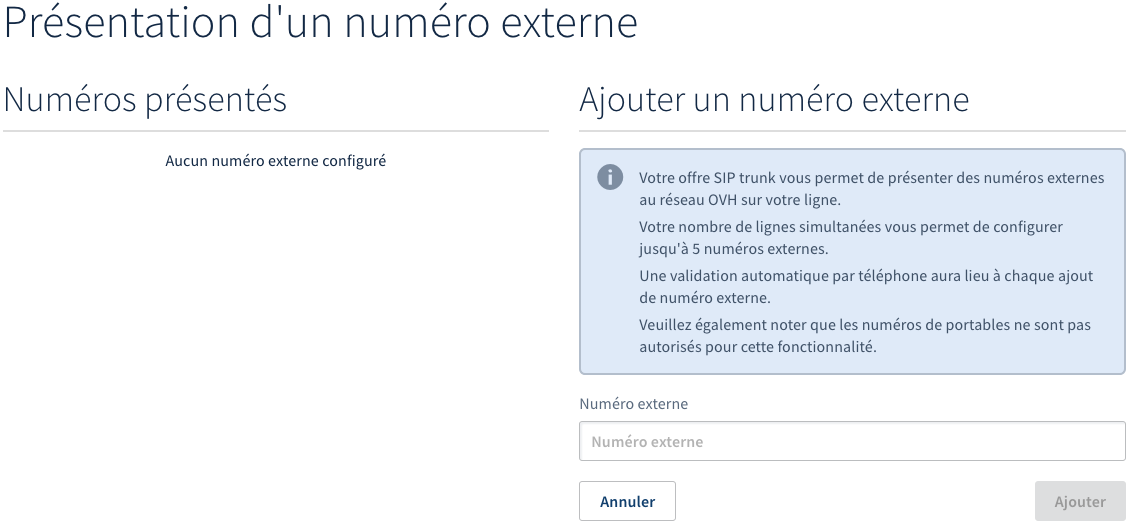 Présentation d'un numéro externe
Numéros présentés
Aucun numéro externe configuré
Ajouter un numéro externe
Votre offre SIP trunk vous permet de présenter des numéros externes
au réseau OVH sur votre ligne.
Votre nombre de lignes simultanées vous permet de configurer
jusqu'à 5 numéros externes.
Une validation automatique par téléphone aura lieu à chaque ajout
de numéro externe.
Veuillez également noter que les numéros de portables ne sont pas
autorisés pour cette fonctionnalité.
Numéro externe
Numéro externe
Annuler
Ajouter